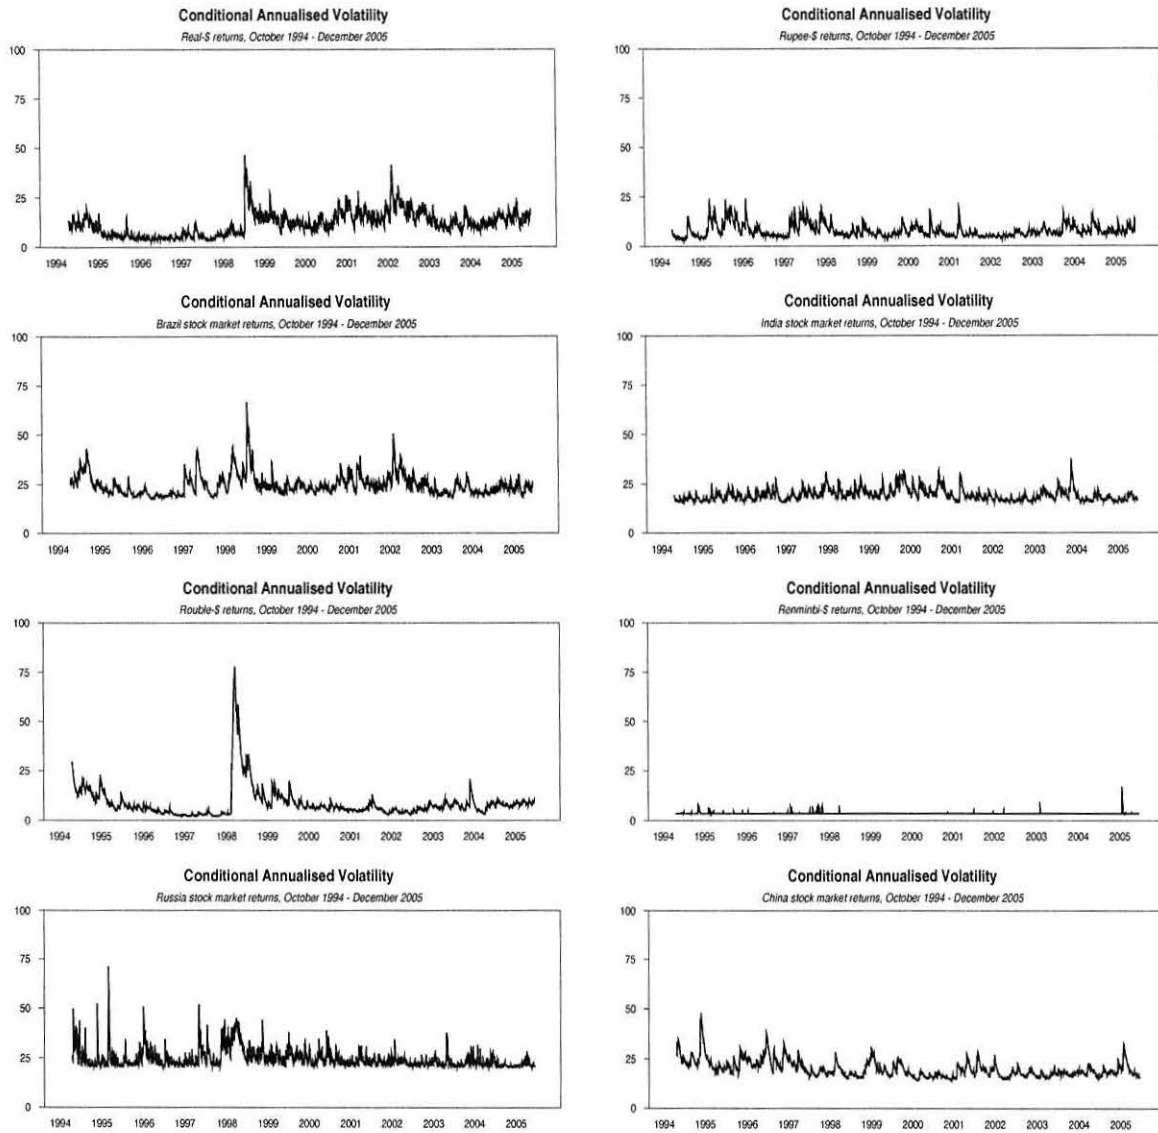 Conditional Annualised Volatility
Real-$ returns, October 1994 - December 2005
100
75
50
25
0
1994 1995 1996 1997 1998 1999 2000 2001 2002 2003 2004 2005
Conditional Annualised Volatility
Rupee-$ returns, October 1994 - December 2005
100
75
50
25
0
1994 1995 1996 1997 1998 1999 2000 2001 2002 2003 2004 2005
Conditional Annualised Volatility
Brazil stock market returns, October 1994 - December 2005
100
75
50
25
0
1994 1995 1996 1997 1998 1999 2000 2001 2002 2003 2004 2005
Conditional Annualised Volatility
India stock market returns, October 1994 - December 2005
100
75
50
25
0
1994 1995 1996 1997 1998 1999 2000 2001 2002 2003 2004 2005
Conditional Annualised Volatility
Rouble-$ returns, October 1994 - December 2005
100
75
50
25
0
1994 1995 1996 1997 1998 1999 2000 2001 2002 2003 2004 2005
Conditional Annualised Volatility
Renminbi-$ returns, October 1994 - December 2005
100
75
50
25
0
1994 1995 1996 1997 1998 1999 2000 2001 2002 2003 2004 2005
Conditional Annualised Volatility
Russia stock market returns, October 1994 - December 2005
100
75
50
25
0
1994 1995 1996 1997 1998 1999 2000 2001 2002 2003 2004 2005
Conditional Annualised Volatility
China stock market returns, October 1994 - December 2005
100
75
50
25
0
1994 1995 1996 1997 1998 1999 2000 2001 2002 2003 2004 2005